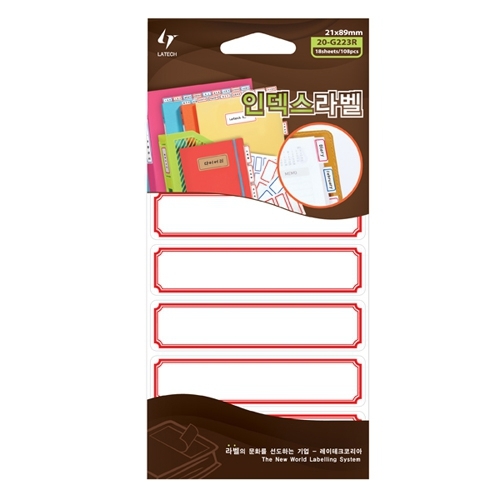 LATECH
21x89mm
20-G223R
18sheets/108pcs
인덱스라벨
라벨의 문화를 선도하는 기업 - 레이테크코리아
The New World Labelling System